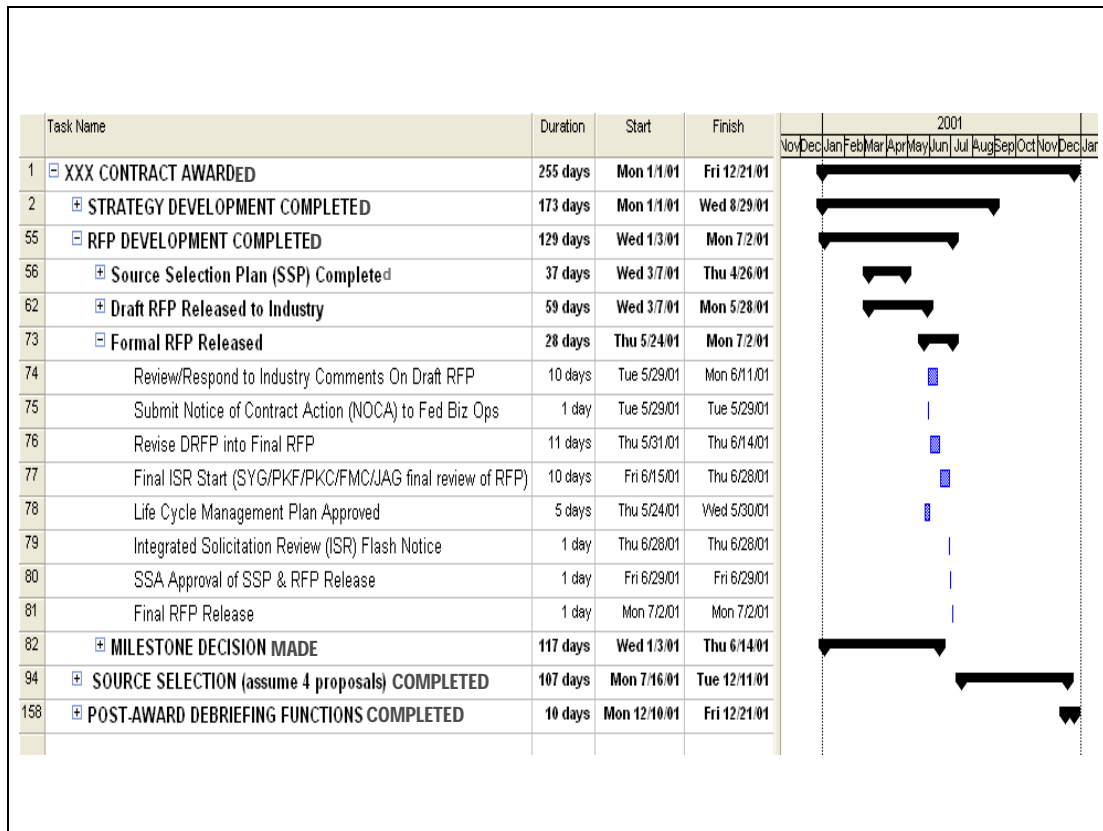 Task Name Duration Start Finish 2001
Nov Dec Jan Feb Mar Apr May Jun Jul Aug Sep Oct Nov Dec Jan
1 XXX CONTRACT AWARDED 255 days Mon 1/1/01 Fri 12/21/01
2 STRATEGY DEVELOPMENT COMPLETED 173 days Mon 1/1/01 Wed 8/29/01
55 RFP DEVELOPMENT COMPLETED 129 days Wed 1/3/01 Mon 7/2/01
56 Source Selection Plan (SSP) Completed 37 days Wed 3/7/01 Thu 4/26/01
62 Draft RFP Released to Industry 59 days Wed 3/7/01 Mon 5/28/01
73 Formal RFP Released 28 days Thu 5/24/01 Mon 7/2/01
74 Review/Respond to Industry Comments On Draft RFP 10 days Tue 5/29/01 Mon 6/11/01
75 Submit Notice of Contract Action (NOCA) to Fed Biz Ops 1 day Tue 5/29/01 Tue 5/29/01
76 Revise DRFP into Final RFP 11 days Thu 5/31/01 Thu 6/14/01
77 Final ISR Start (SYG/PKF/PKC/FMC/JAG final review of RFP) 10 days Fri 6/15/01 Thu 6/28/01
78 Life Cycle Management Plan Approved 5 days Thu 5/24/01 Wed 5/30/01
79 Integrated Solicitation Review (ISR) Flash Notice 1 day Thu 6/28/01 Thu 6/28/01
80 SSA Approval of SSP & RFP Release 1 day Fri 6/29/01 Fri 6/29/01
81 Final RFP Release 1 day Mon 7/2/01 Mon 7/2/01
82 MILESTONE DECISION MADE 117 days Wed 1/3/01 Thu 6/14/01
94 SOURCE SELECTION (assume 4 proposals) COMPLETED 107 days Mon 7/16/01 Tue 12/11/01
158 POST-AWARD DEBRIEFING FUNCTIONS COMPLETED 10 days Mon 12/10/01 Fri 12/21/01